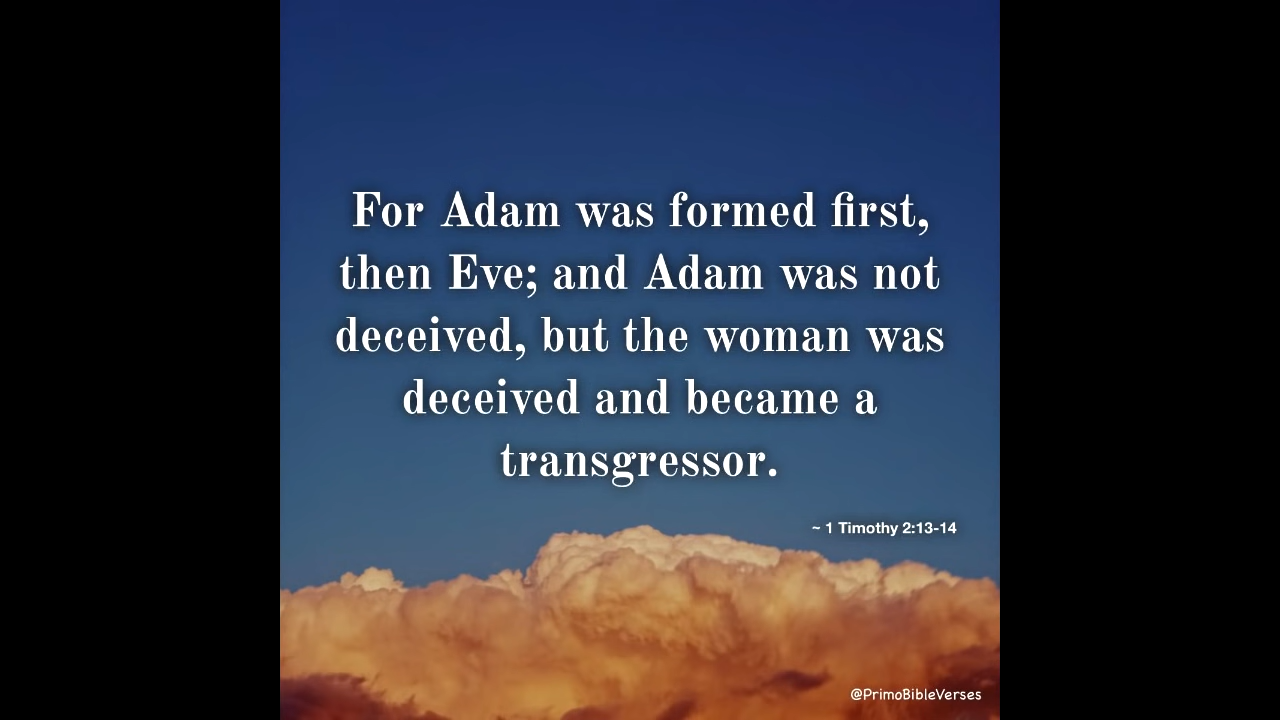 For Adam was formed first,
then Eve; and Adam was not
deceived, but the woman was
deceived and became a
transgressor.
~ 1 Timothy 2:13-14
@PrimoBibleVerses